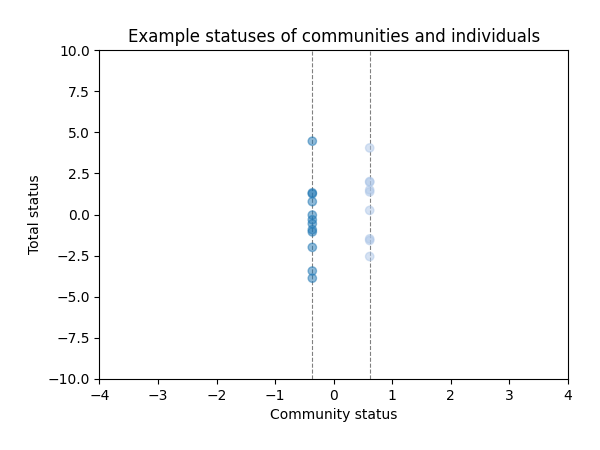 Example statuses of communities and individuals
10.0
7.5
5.0
2.5
0.0
−2.5
−5.0
−7.5
−10.0
Total status
−4 −3 −2 −1 0 1 2 3 4
Community status